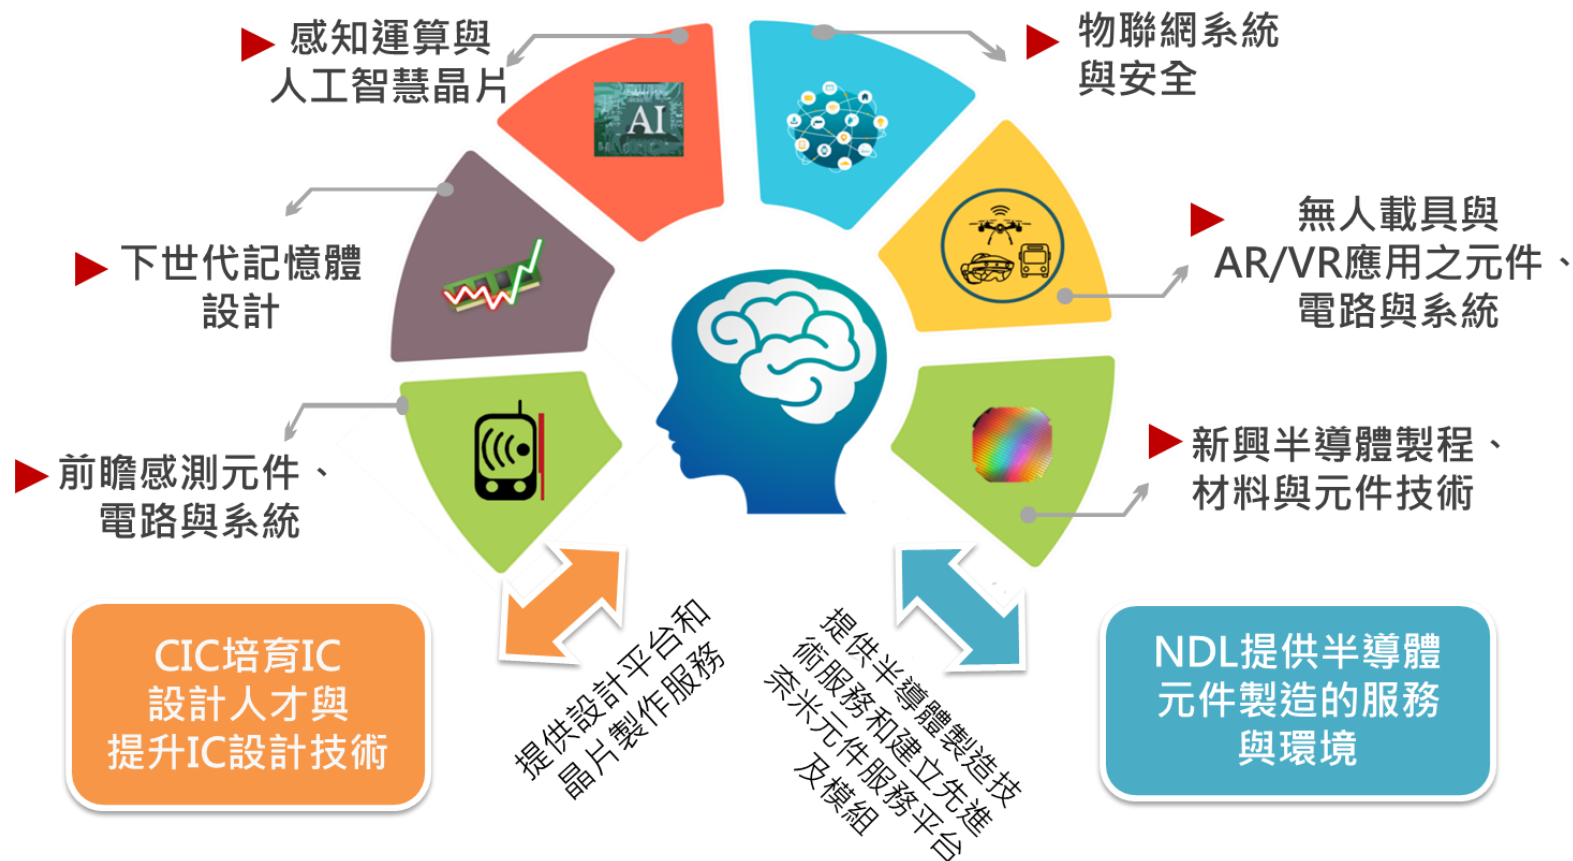 感知運算與
人工智慧晶片
物聯網系統
與安全
AI
下世代記憶體
設計
無人載具與
AR/VR應用之元件、
電路與系統
前瞻感測元件、
電路與系統
新興半導體製程、
材料與元件技術
CIC培育IC
設計人才與
提升IC設計技術
提供設計平台和
晶片製作服務
提供半導體製造技
術服務和建立先進
奈米元件服務平台
及模組
NDL提供半導體
元件製造的服務
與環境